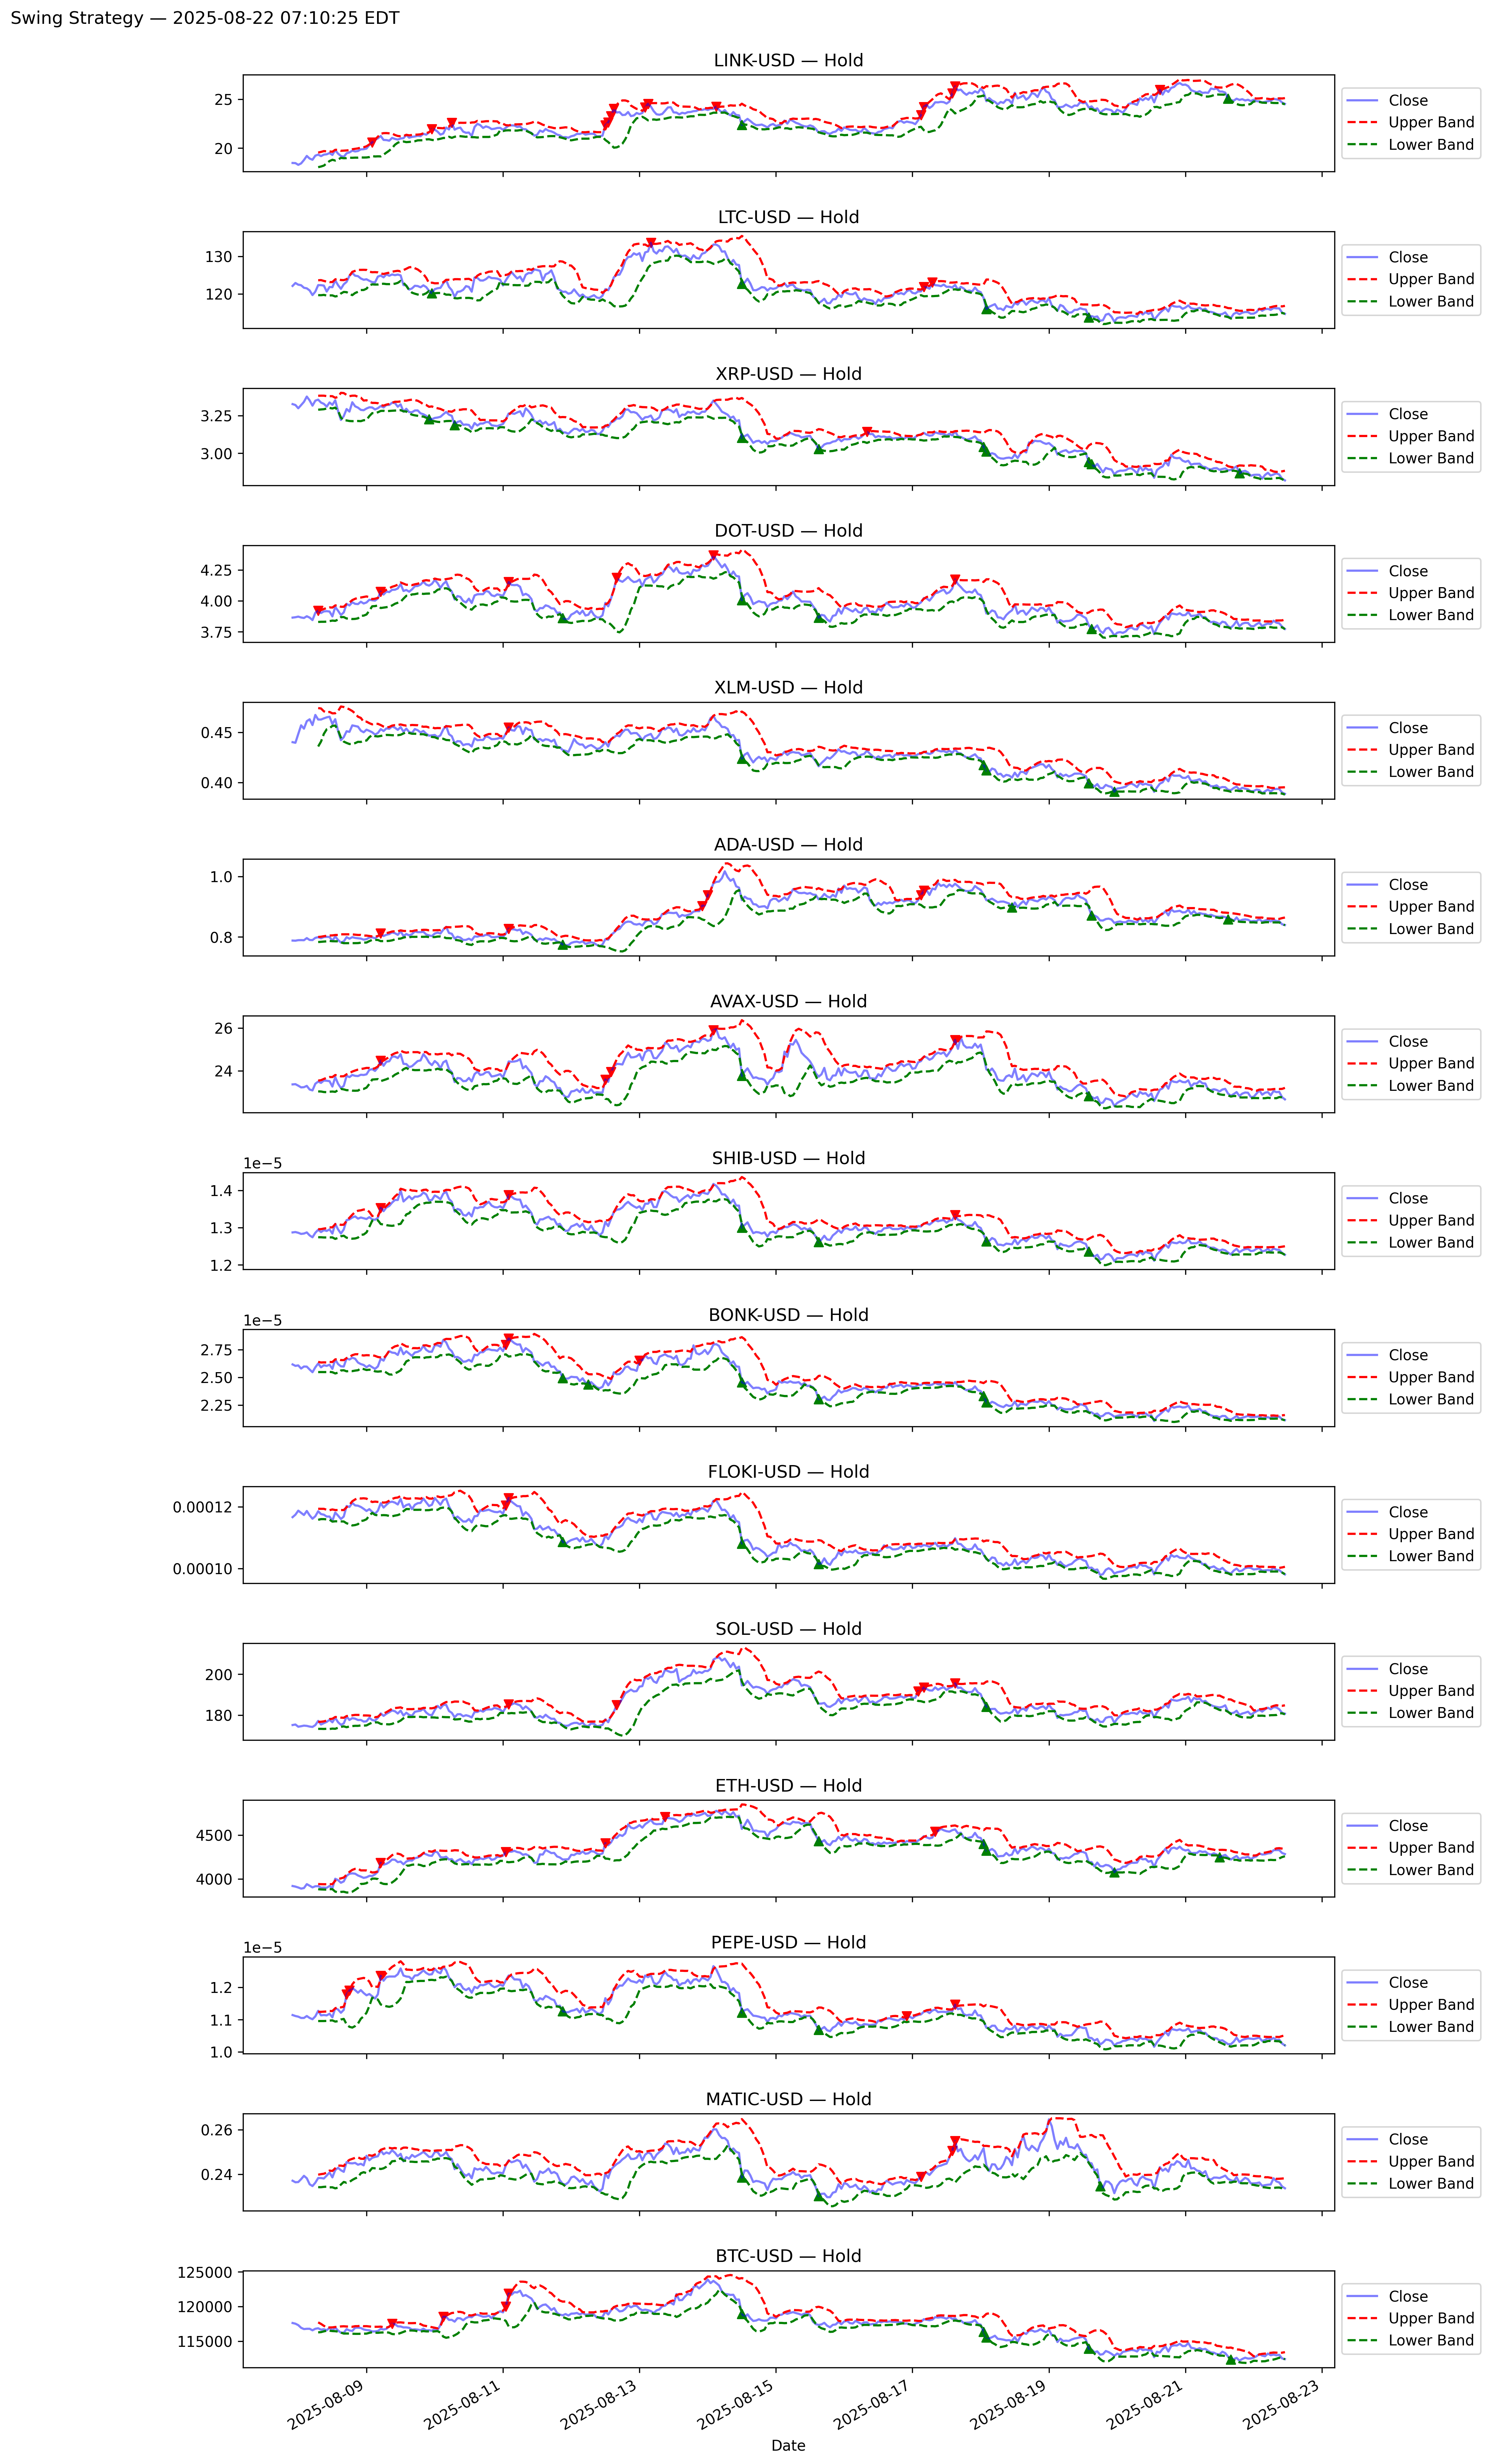 Swing Strategy — 2025-08-22 07:10:25 EDT
LINK-USD — Hold
25
20
Close
Upper Band
Lower Band
LTC-USD — Hold
130
120
Close
Upper Band
Lower Band
XRP-USD — Hold
3.25
3.00
Close
Upper Band
Lower Band
DOT-USD — Hold
4.25
4.00
3.75
Close
Upper Band
Lower Band
XLM-USD — Hold
0.45
0.40
Close
Upper Band
Lower Band
ADA-USD — Hold
1.0
0.8
Close
Upper Band
Lower Band
AVAX-USD — Hold
26
24
Close
Upper Band
Lower Band
SHIB-USD — Hold
1e−5
1.4
1.3
1.2
Close
Upper Band
Lower Band
BONK-USD — Hold
1e−5
2.75
2.50
2.25
Close
Upper Band
Lower Band
FLOKI-USD — Hold
0.00012
0.00010
Close
Upper Band
Lower Band
SOL-USD — Hold
200
180
Close
Upper Band
Lower Band
ETH-USD — Hold
4500
4000
Close
Upper Band
Lower Band
PEPE-USD — Hold
1e−5
1.2
1.1
1.0
Close
Upper Band
Lower Band
MATIC-USD — Hold
0.26
0.24
Close
Upper Band
Lower Band
BTC-USD — Hold
125000
120000
115000
Close
Upper Band
Lower Band
2025-08-09
2025-08-11
2025-08-13
2025-08-15
2025-08-17
2025-08-19
2025-08-21
2025-08-23
Date